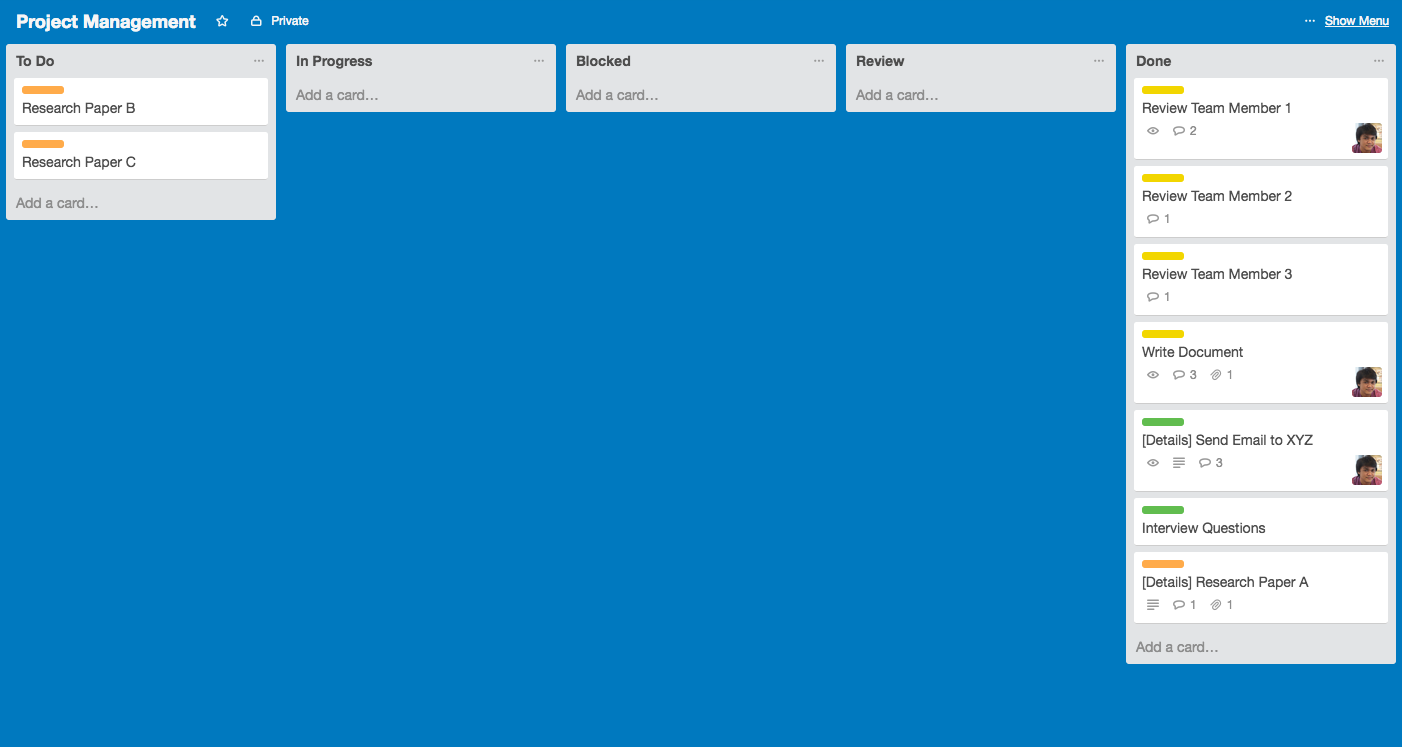 Project Management Private ... Show Menu
To Do ...
Research Paper B
Research Paper C
Add a card…
In Progress ...
Add a card…
Blocked ...
Add a card…
Review ...
Add a card…
Done ...
Review Team Member 1
2
Review Team Member 2
1
Review Team Member 3
1
Write Document
3 1
[Details] Send Email to XYZ
3
Interview Questions
[Details] Research Paper A
1 1
Add a card…